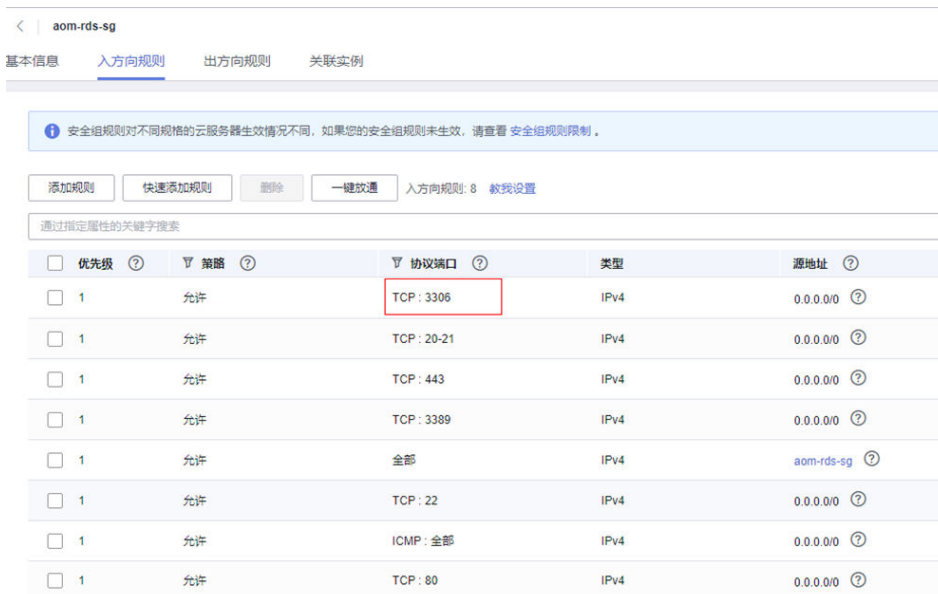 aom-rds-sg
基本信息 入方向规则 出方向规则 关联实例
安全组规则对不同规格的云服务器生效情况不同，如果您的安全组规则未生效，请查看 安全组规则限制 。
添加规则 快速添加规则 删除 一键放通 入方向规则: 8 教我设置
通过指定属性的关键字搜索
优先级 策略 协议端口 类型 源地址
1 允许 TCP : 3306 IPv4 0.0.0.0/0
1 允许 TCP : 20-21 IPv4 0.0.0.0/0
1 允许 TCP : 443 IPv4 0.0.0.0/0
1 允许 TCP : 3389 IPv4 0.0.0.0/0
1 允许 全部 IPv4 aom-rds-sg
1 允许 TCP : 22 IPv4 0.0.0.0/0
1 允许 ICMP : 全部 IPv4 0.0.0.0/0
1 允许 TCP : 80 IPv4 0.0.0.0/0